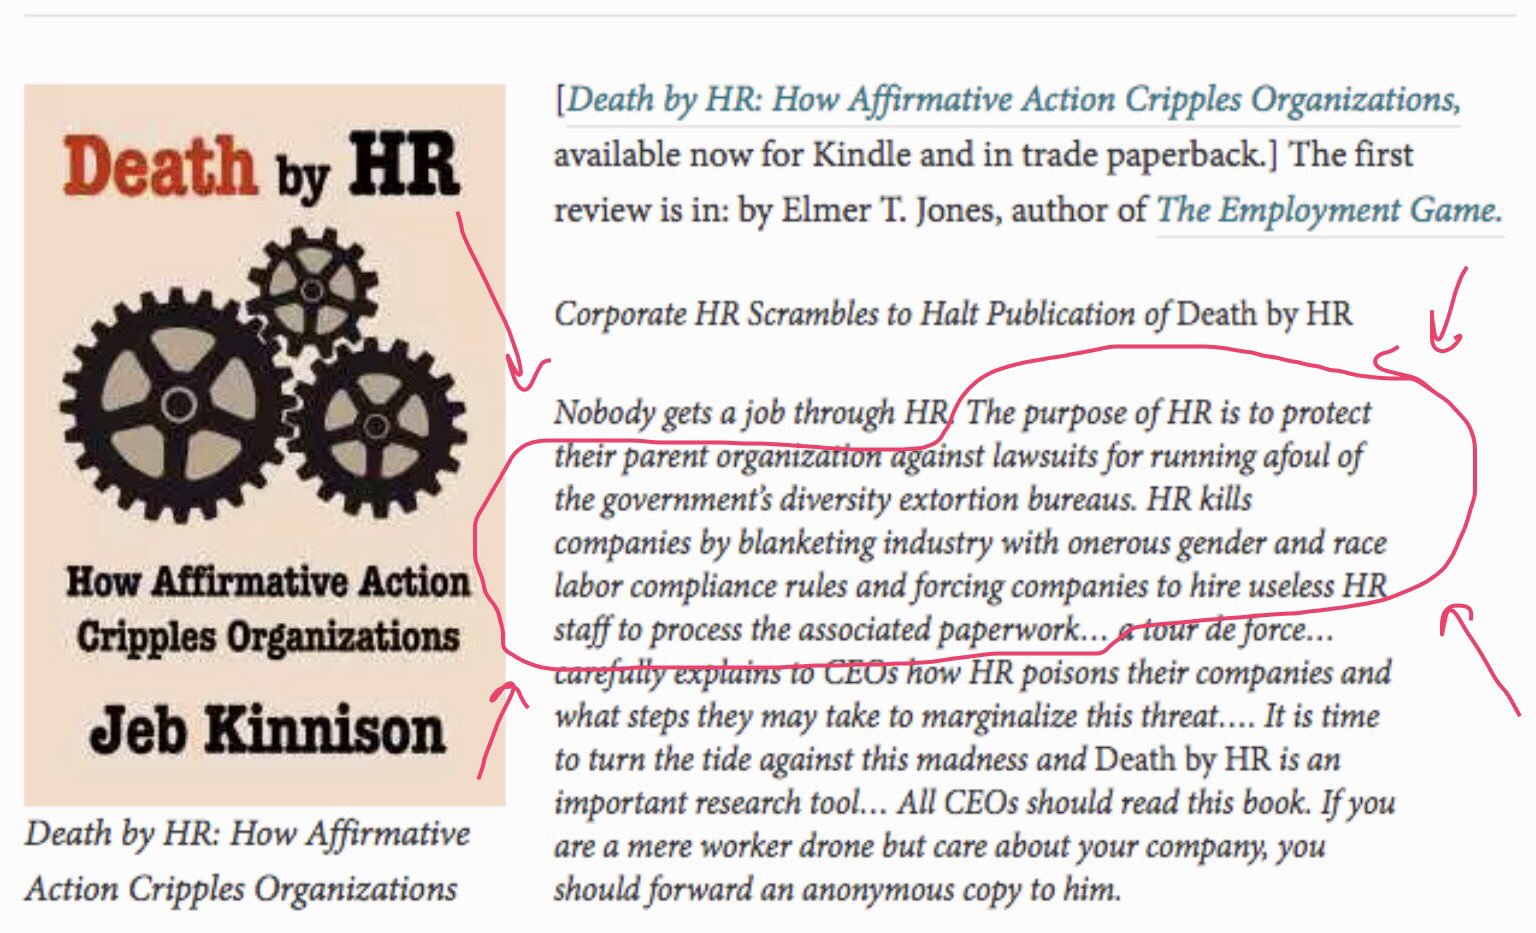 Death by HR
How Affirmative Action
Cripples Organizations
Jeb Kinnison
Death by HR: How Affirmative
Action Cripples Organizations
[Death by HR: How Affirmative Action Cripples Organizations,
available now for Kindle and in trade paperback.] The first
review is in: by Elmer T. Jones, author of The Employment Game.
Corporate HR Scrambles to Halt Publication of Death by HR
Nobody gets a job through HR. The purpose of HR is to protect
their parent organization against lawsuits for running afoul of
the government’s diversity extortion bureaus. HR kills
companies by blanketing industry with onerous gender and race
labor compliance rules and forcing companies to hire useless HR
staff to process the associated paperwork… a tour de force…
carefully explains to CEOs how HR poisons their companies and
what steps they may take to marginalize this threat…. It is time
to turn the tide against this madness and Death by HR is an
important research tool… All CEOs should read this book. If you
are a mere worker drone but care about your company, you
should forward an anonymous copy to him.